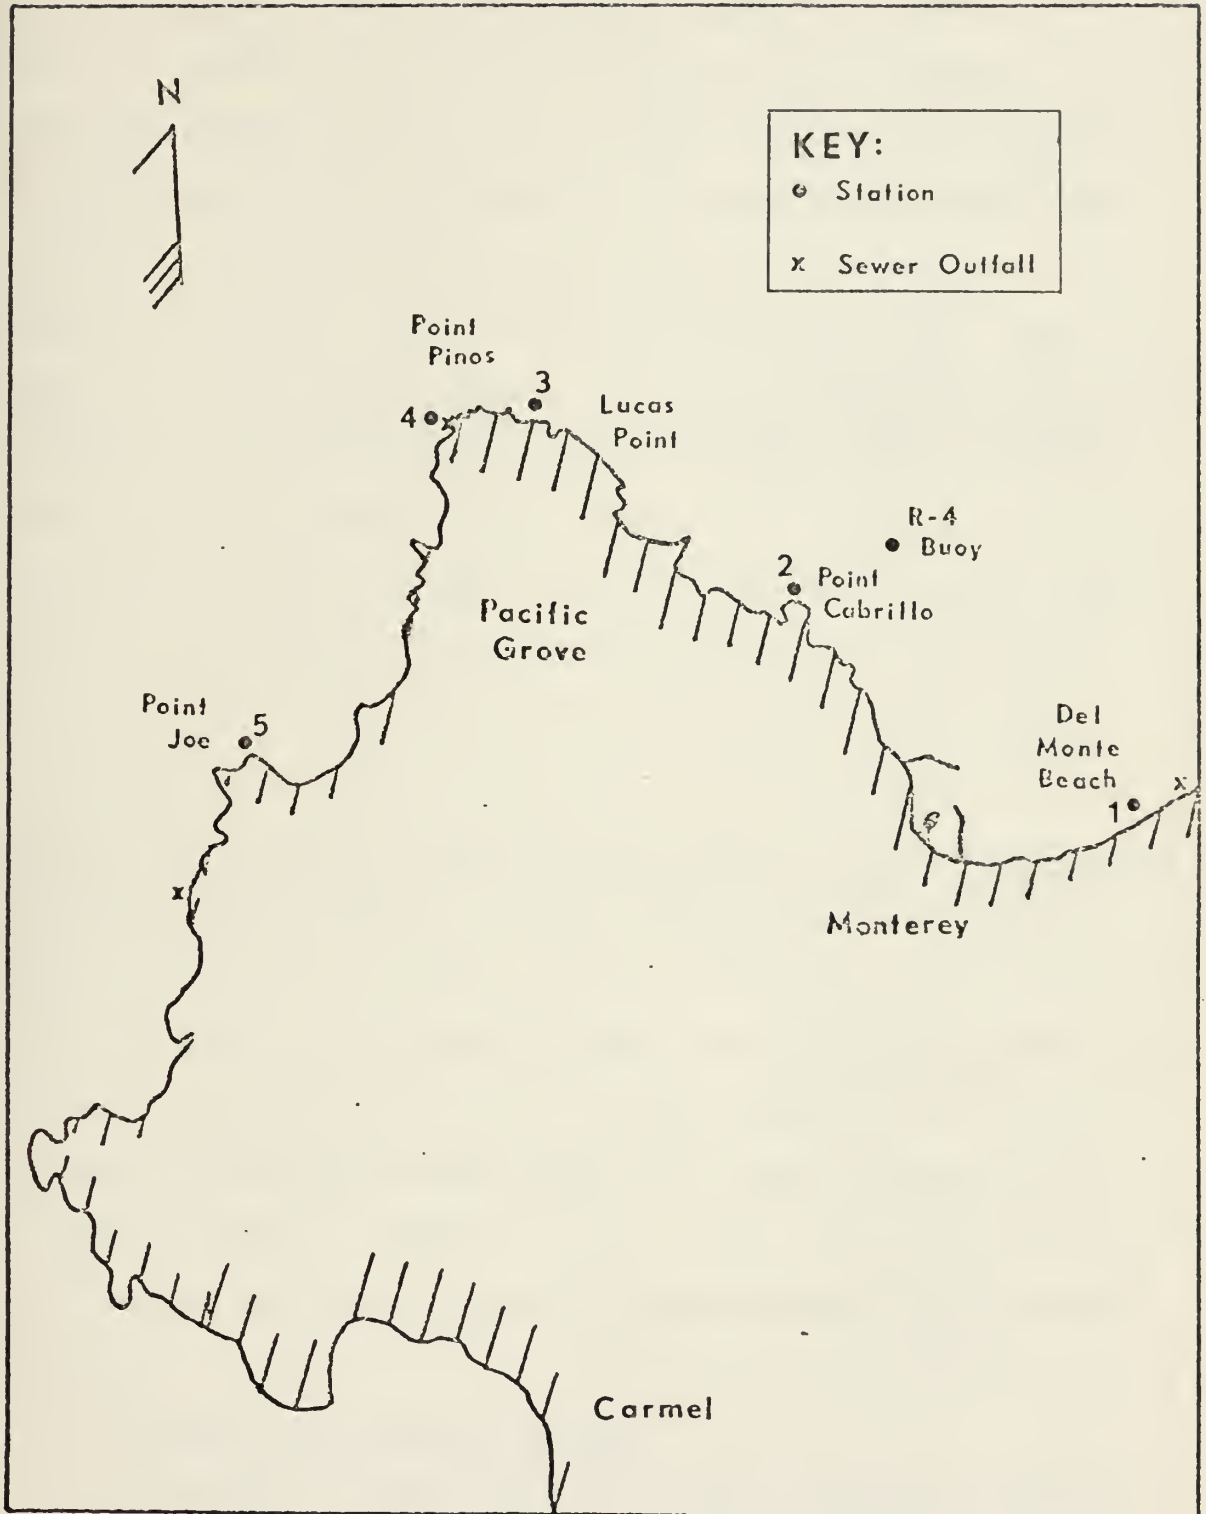 N
KEY:
Station
x Sewer Outfall
Point
Pinos
3
4
Lucas
Point
R-4
Buoy
2
Point
Cabrillo
Pacific
Grove
Point
Joe
5
Del
Monte
Beach
x
1
x
Monterey
Carmel